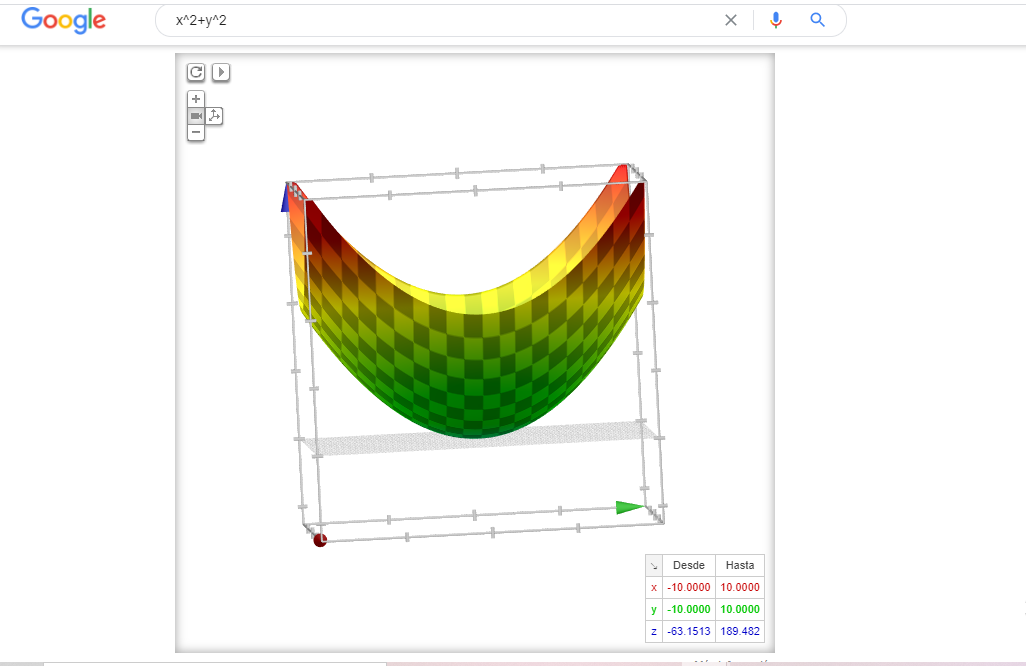 Google x^2+y^2
Desde Hasta
x -10.0000 10.0000
y -10.0000 10.0000
z -63.1513 189.482